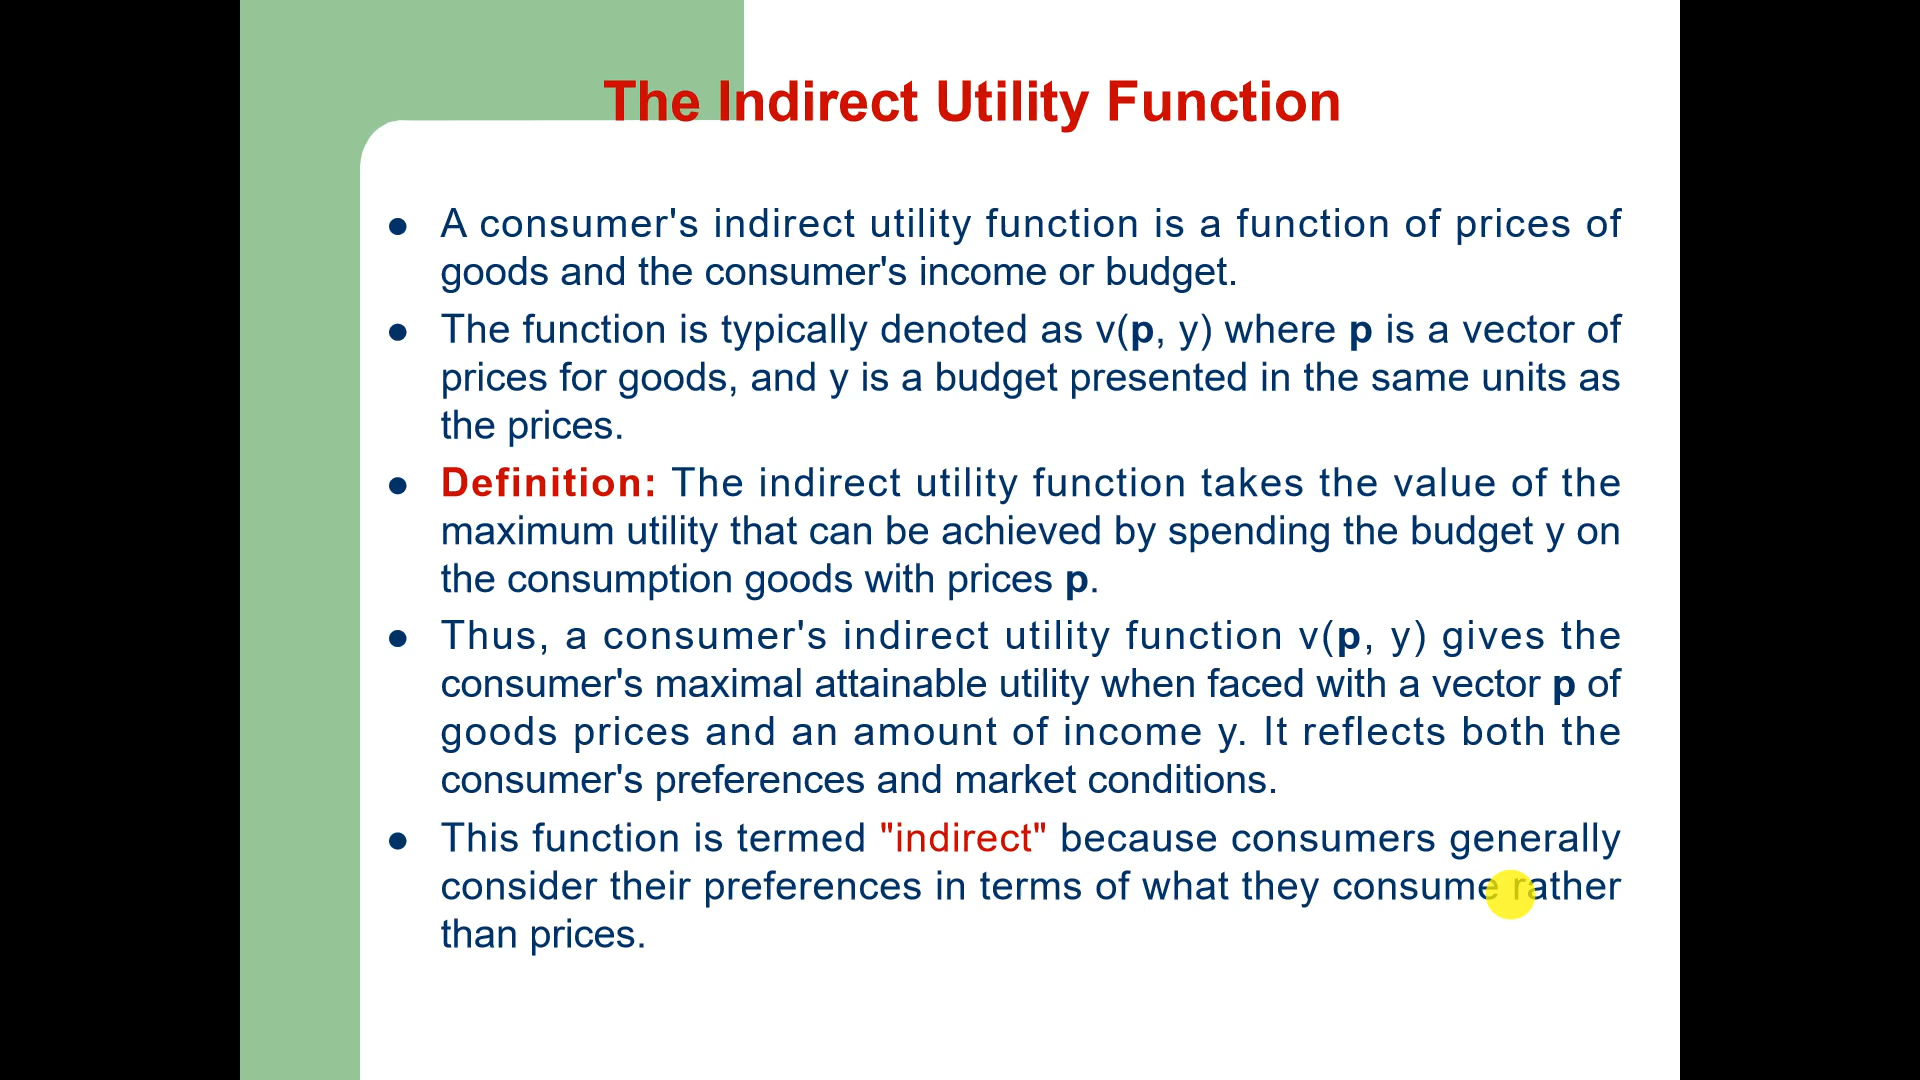 The Indirect Utility Function
● A consumer's indirect utility function is a function of prices of
goods and the consumer's income or budget.
● The function is typically denoted as v(p, y) where p is a vector of
prices for goods, and y is a budget presented in the same units as
the prices.
● Definition: The indirect utility function takes the value of the
maximum utility that can be achieved by spending the budget y on
the consumption goods with prices p.
● Thus, a consumer's indirect utility function v(p, y) gives the
consumer's maximal attainable utility when faced with a vector p of
goods prices and an amount of income y. It reflects both the
consumer's preferences and market conditions.
● This function is termed "indirect" because consumers generally
consider their preferences in terms of what they consume rather
than prices.